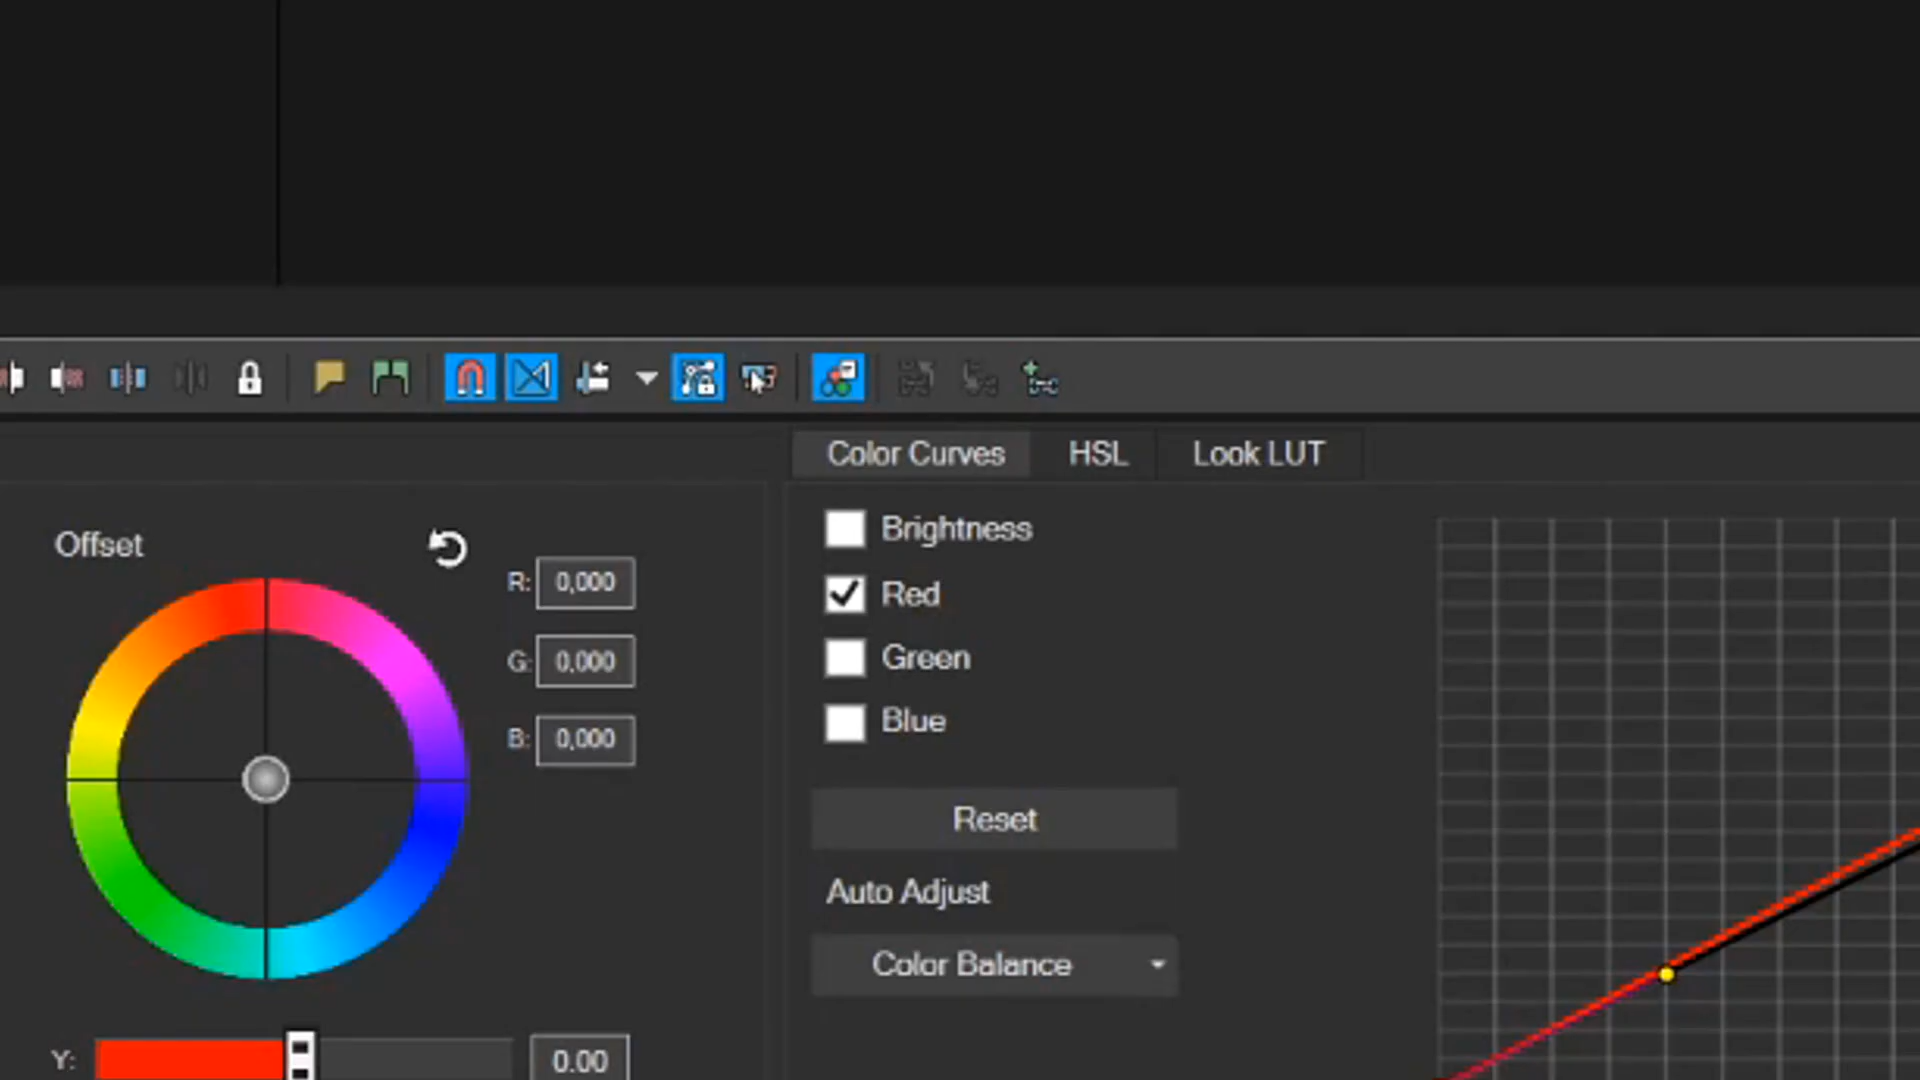 Color Curves HSL Look LUT
Offset
R: 0,000
G: 0,000
B: 0,000
Y: 0.00
Brightness
Red
Green
Blue
Reset
Auto Adjust
Color Balance